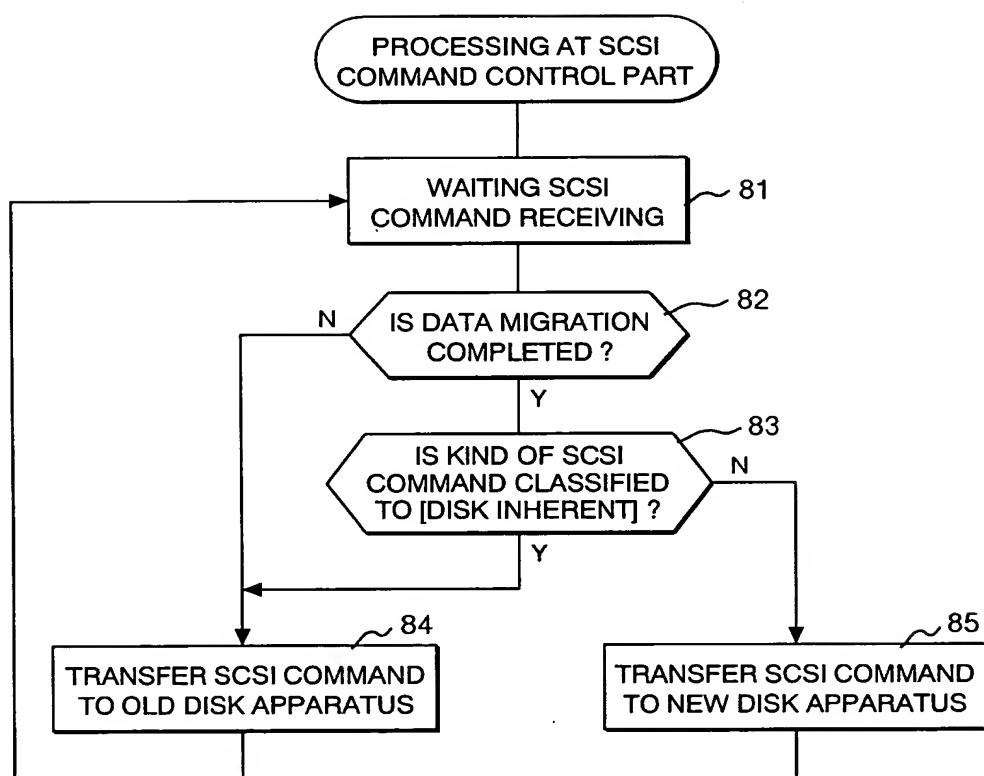 PROCESSING AT SCSI
COMMAND CONTROL PART
WAITING SCSI
COMMAND RECEIVING
81
IS DATA MIGRATION
COMPLETED ?
82
N
Y
IS KIND OF SCSI
COMMAND CLASSIFIED
TO [DISK INHERENT] ?
83
N
Y
TRANSFER SCSI COMMAND
TO OLD DISK APPARATUS
84
TRANSFER SCSI COMMAND
TO NEW DISK APPARATUS
85